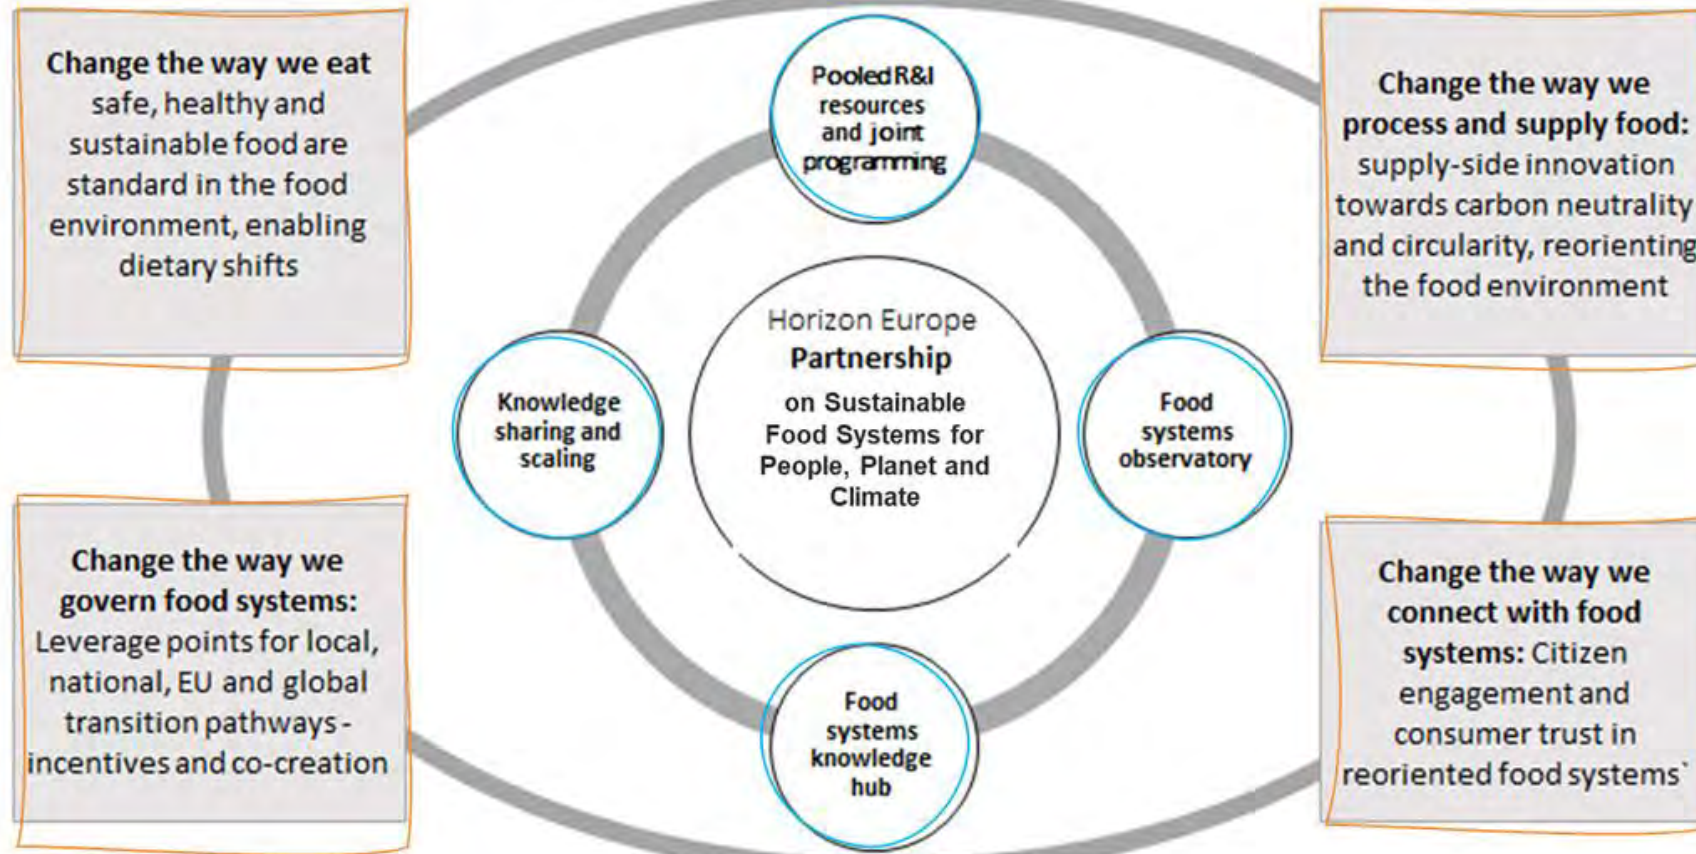 Change the way we eat
safe, healthy and
sustainable food are
standard in the food
environment, enabling
dietary shifts
Pooled R&I
resources
and joint
programming
Change the way we
process and supply food:
supply-side innovation
towards carbon neutrality
and circularity, reorienting
the food environment
Knowledge
sharing and
scaling
Horizon Europe
Partnership
on Sustainable
Food Systems for
People, Planet and
Climate
Food
systems
observatory
Change the way we
govern food systems:
Leverage points for local,
national, EU and global
transition pathways -
incentives and co-creation
Food
systems
knowledge
hub
Change the way we
connect with food
systems: Citizen
engagement and
consumer trust in
reoriented food systems`